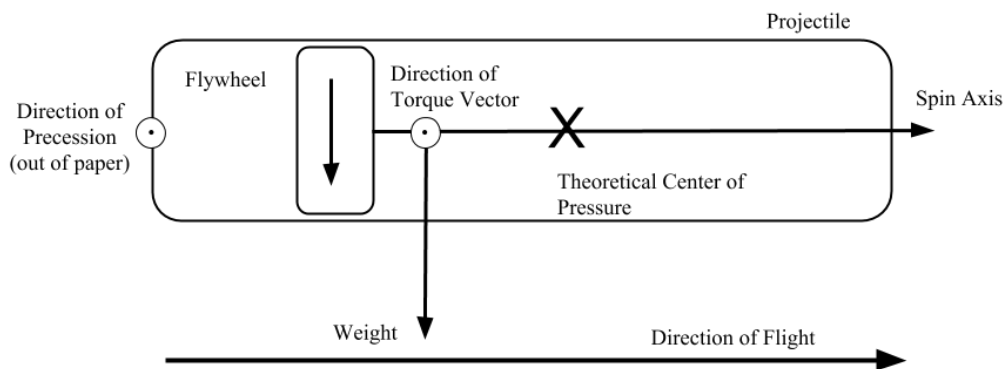 Projectile
Flywheel
Direction of
Torque Vector
Spin Axis
Direction of
Precession
(out of paper)
X
Theoretical Center of
Pressure
Weight
Direction of Flight